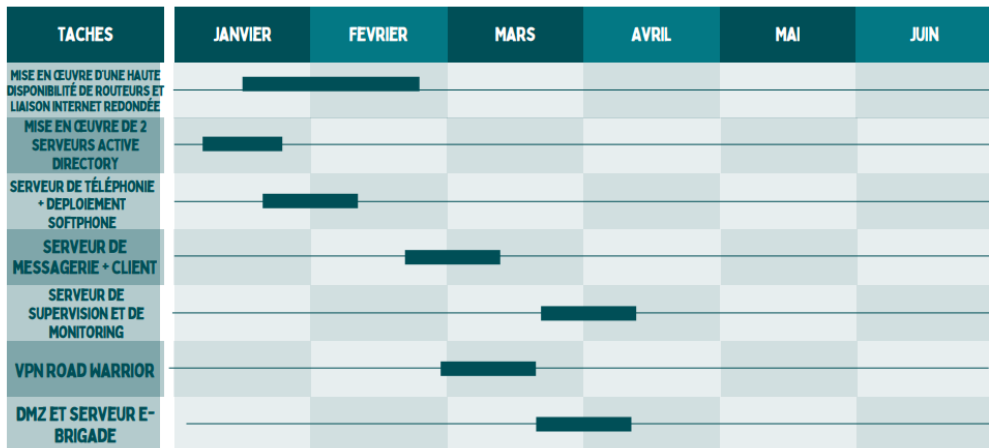 TACHES
JANVIER
FEVRIER
MARS
AVRIL
MAI
JUIN
MISE EN ŒUVRE D'UNE HAUTE
DISPONIBILITÉ DE ROUTEURS ET
LIAISON INTERNET REDONDÉE
MISE EN ŒUVRE DE 2
SERVEURS ACTIVE
DIRECTORY
SERVEUR DE TÉLÉPHONIE
+ DEPLOIEMENT
SOFTPHONE
SERVEUR DE
MESSAGERIE + CLIENT
SERVEUR DE
SUPERVISION ET DE
MONITORING
VPN ROAD WARRIOR
DMZ ET SERVEUR E-
BRIGADE